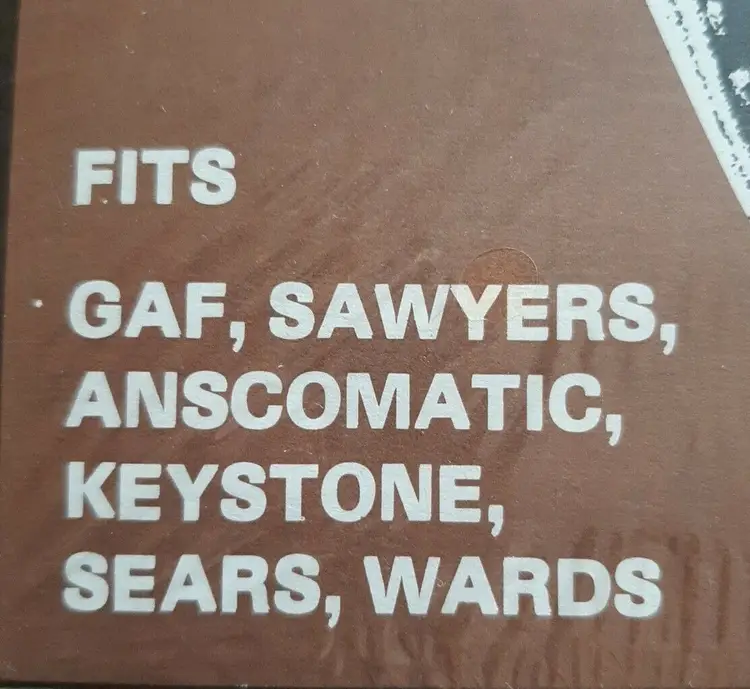 FITS
GAF, SAWYERS,
ANSCOMATIC,
KEYSTONE,
SEARS, WARDS